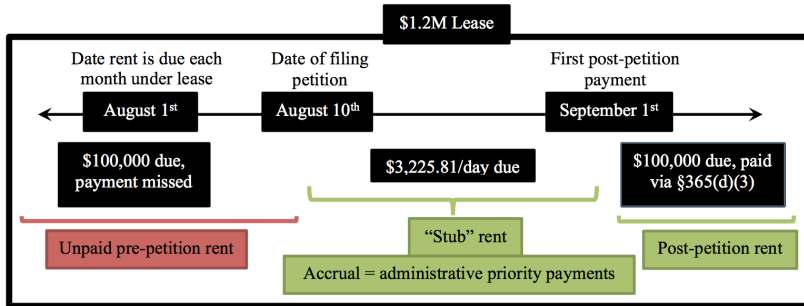 $1.2M Lease
Date rent is due each
month under lease
Date of filing
petition
First post-petition
payment
August 1st
August 10th
September 1st
$100,000 due,
payment missed
$3,225.81/day due
$100,000 due, paid
via §365(d)(3)
Unpaid pre-petition rent
“Stub” rent
Accrual = administrative priority payments
Post-petition rent